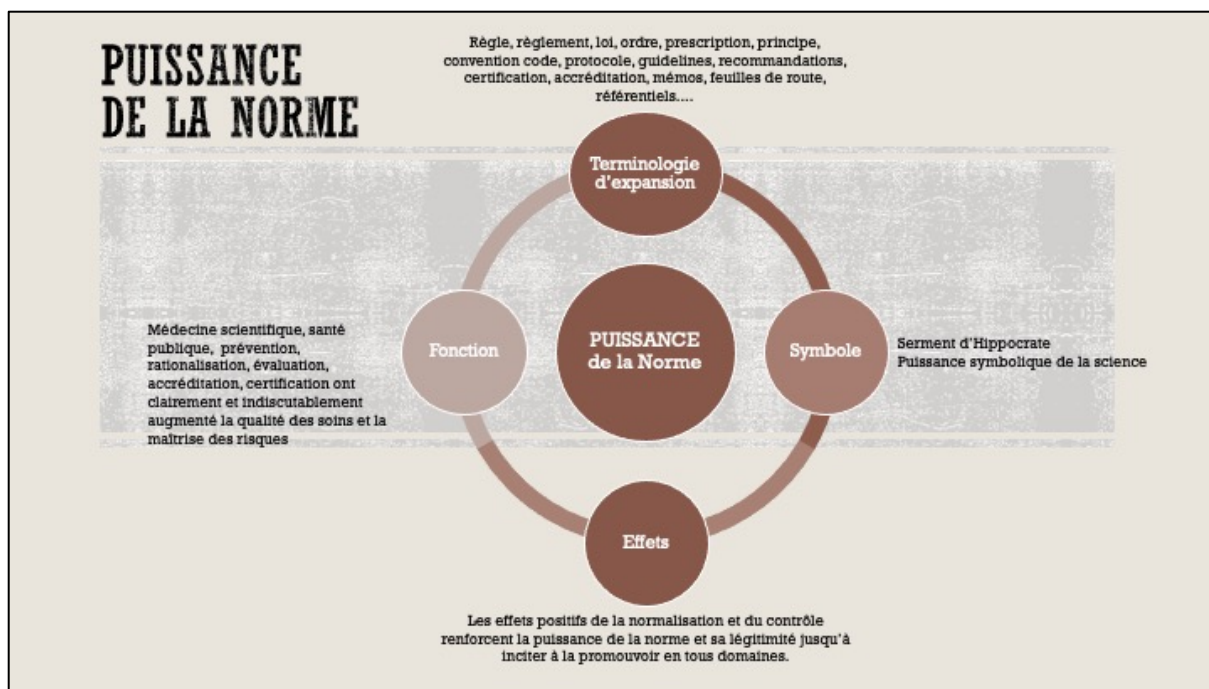 PUISSANCE
DE LA NORME
Règle, règlement, loi, ordre, prescription, principe,
convention code, protocole, guidelines, recommandations,
certification, accréditation, mémos, feuilles de route,
référentiels....
Terminologie
d'expansion
Médecine scientifique, santé
publique, prévention,
rationalisation, évaluation,
accréditation, certification ont
clairement et indiscutablement
augmenté la qualité des soins et la
maîtrise des risques
Fonction
PUISSANCE
de la Norme
Symbole
Serment d'Hippocrate
Puissance symbolique de la science
Effets
Les effets positifs de la normalisation et du contrôle
renforcent la puissance de la norme et sa légitimité jusqu'à
inciter à la promouvoir en tous domaines.